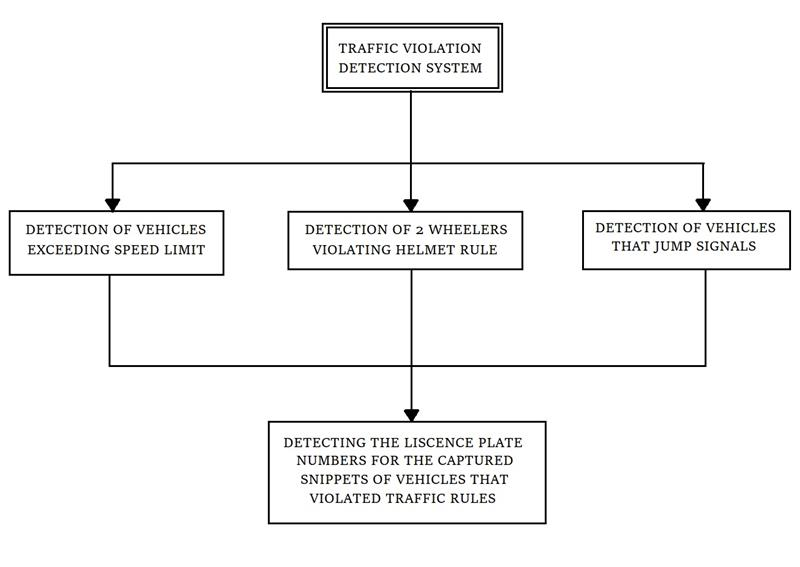 TRAFFIC VIOLATION
DETECTION SYSTEM
DETECTION OF VEHICLES
EXCEEDING SPEED LIMIT
DETECTION OF 2 WHEELERS
VIOLATING HELMET RULE
DETECTION OF VEHICLES
THAT JUMP SIGNALS
DETECTING THE LISCENCE PLATE
NUMBERS FOR THE CAPTURED
SNIPPETS OF VEHICLES THAT
VIOLATED TRAFFIC RULES